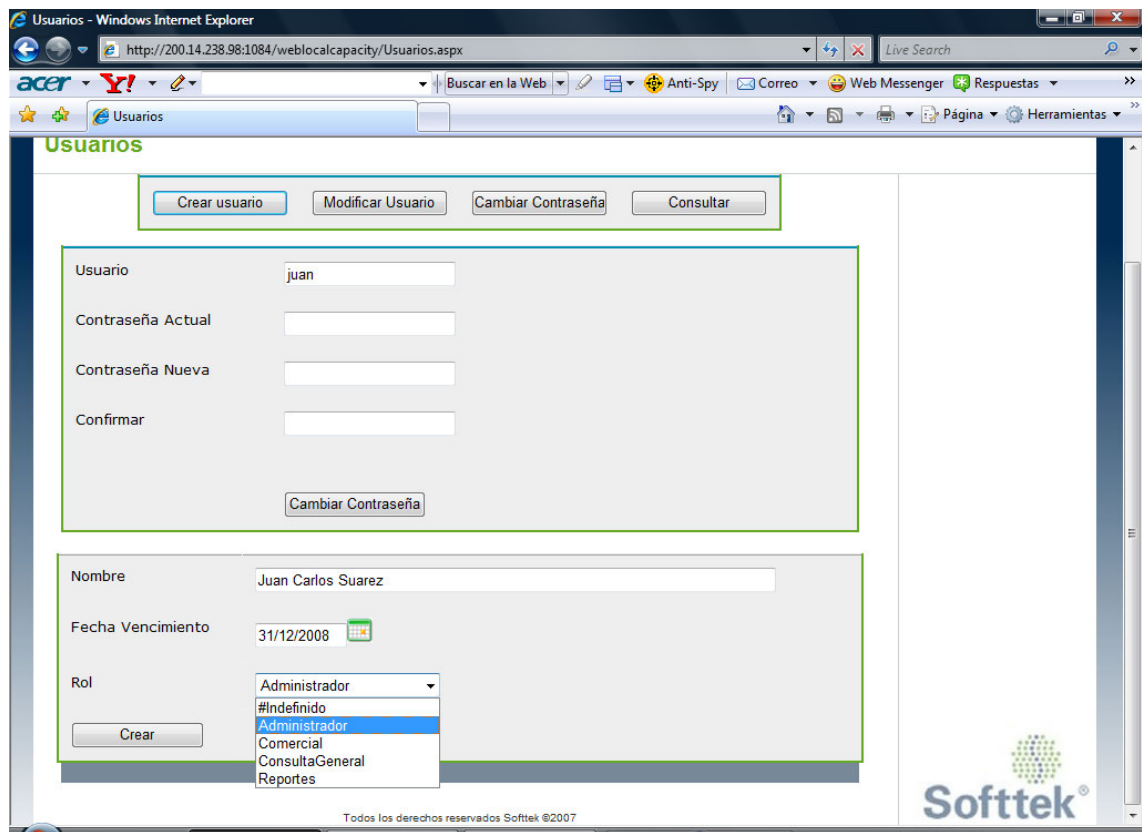 Usuarios - Windows Internet Explorer
http://200.14.238.98:1084/weblocalcapacity/Usuarios.aspx
Live Search
acer Y! Buscar en la Web Anti-Spy Correo Web Messenger Respuestas >>
Usuarios
Página Herramientas >>
Usuarios
Crear usuario Modificar Usuario Cambiar Contraseña Consultar
Usuario juan
Contraseña Actual
Contraseña Nueva
Confirmar
Cambiar Contraseña
Nombre Juan Carlos Suarez
Fecha Vencimiento 31/12/2008
Rol Administrador
#Indefinido
Administrador
Crear
Comercial
ConsultaGeneral
Reportes
Softtek®
Todos los derechos reservados Softtek ©2007